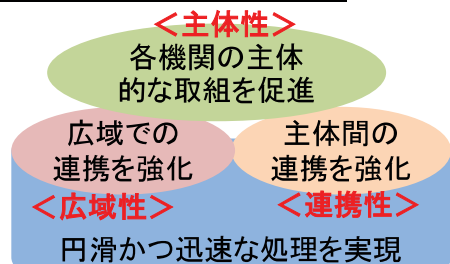 ＜主体性＞
各機関の主体
的な取組を促進
広域での
連携を強化
＜広域性＞
主体間の
連携を強化
＜連携性＞
円滑かつ迅速な処理を実現